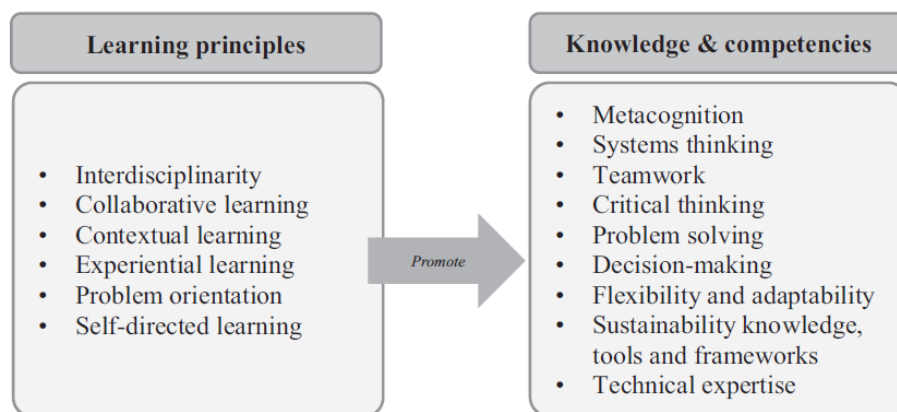 Learning principles
• Interdisciplinarity
• Collaborative learning
• Contextual learning
• Experiential learning
• Problem orientation
• Self-directed learning
Promote
Knowledge & competencies
• Metacognition
• Systems thinking
• Teamwork
• Critical thinking
• Problem solving
• Decision-making
• Flexibility and adaptability
• Sustainability knowledge,
tools and frameworks
• Technical expertise